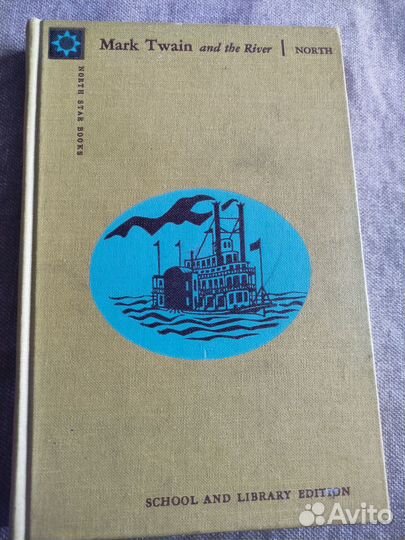 Mark Twain and the River | NORTH
NORTH STAR BOOKS
SCHOOL AND LIBRARY EDITION
Avito